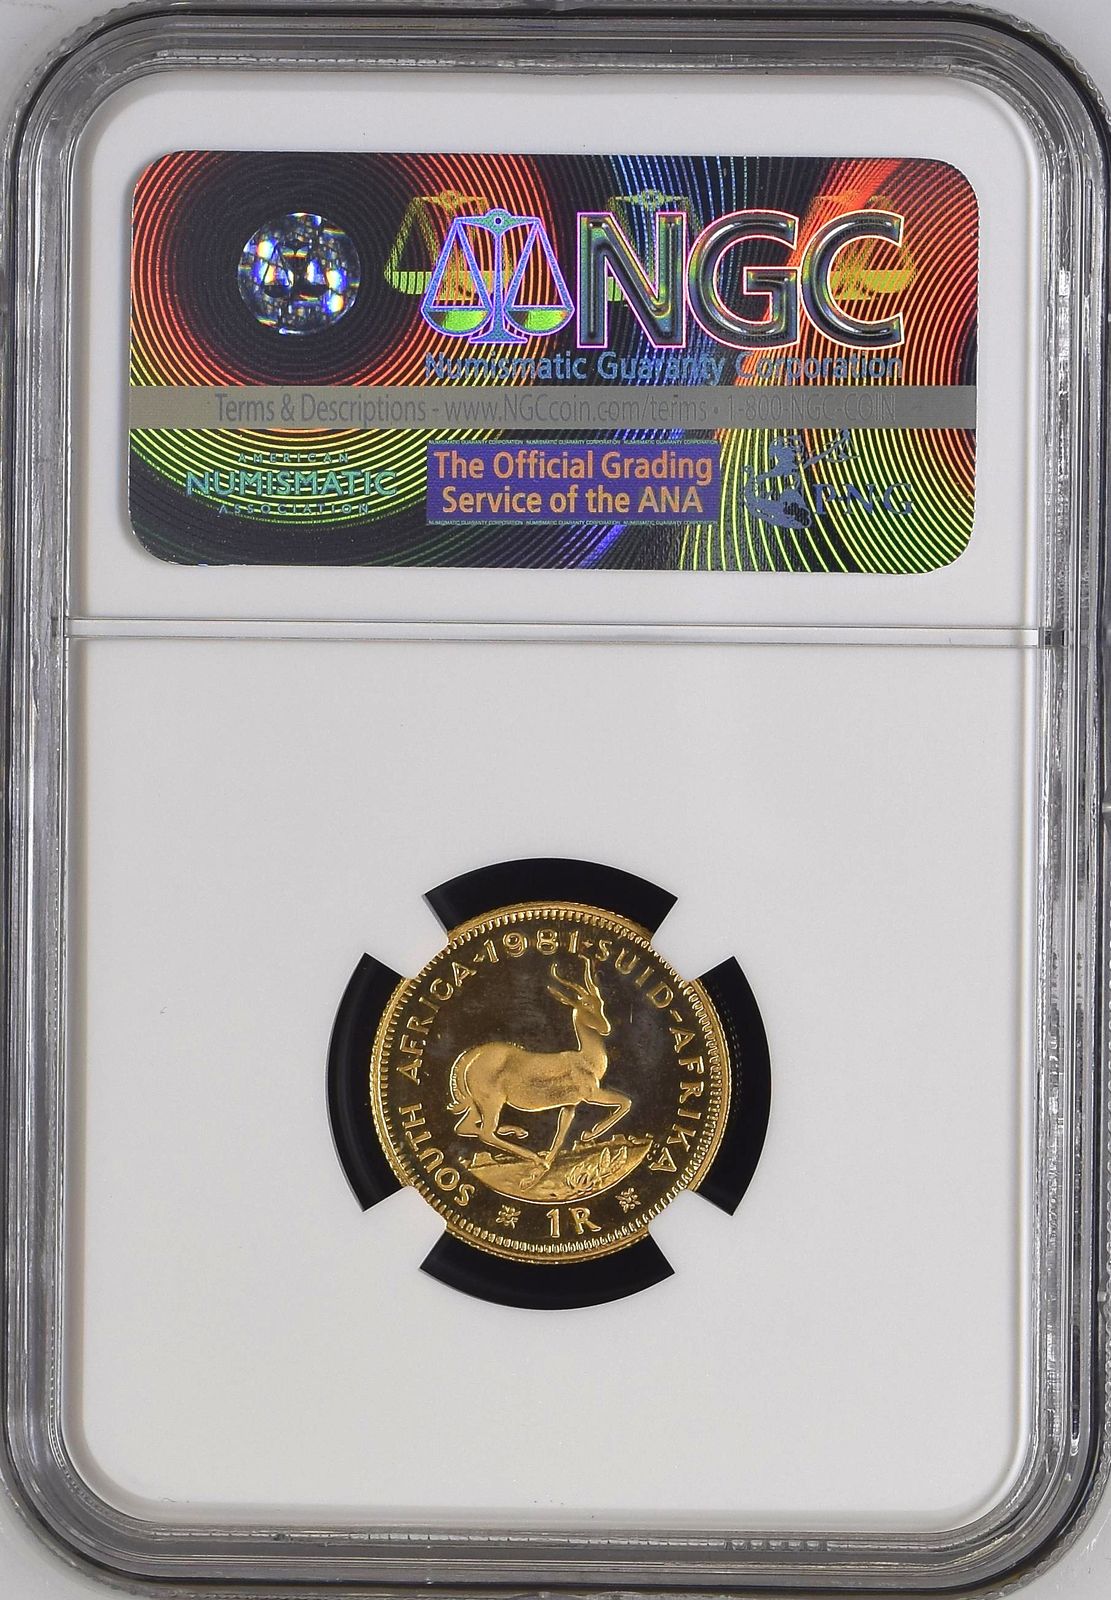 NGC
Numismatic Guaranty Corporation
Terms & Descriptions - www.NGCcoin.com/terms • 1-800-NGC-COIN
AMERICAN
NUMISMATIC
ASSOCIATION
The Official Grading
Service of the ANA
PNG
SOUTH AFRICA · 1981 · SUID-AFRIKA
1R